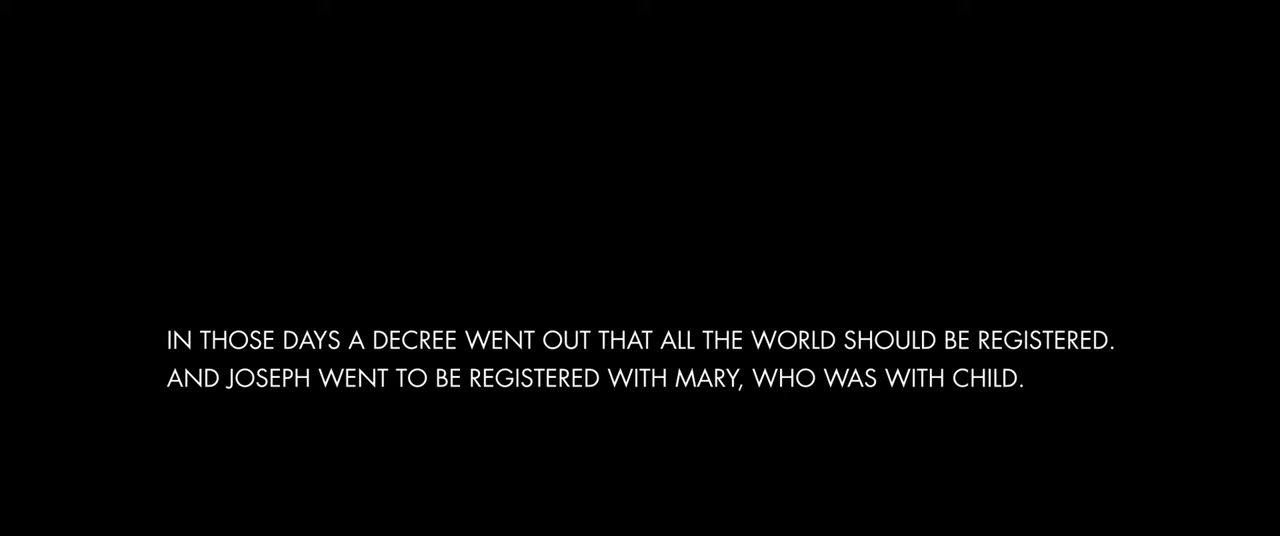 IN THOSE DAYS A DECREE WENT OUT THAT ALL THE WORLD SHOULD BE REGISTERED.
AND JOSEPH WENT TO BE REGISTERED WITH MARY, WHO WAS WITH CHILD.